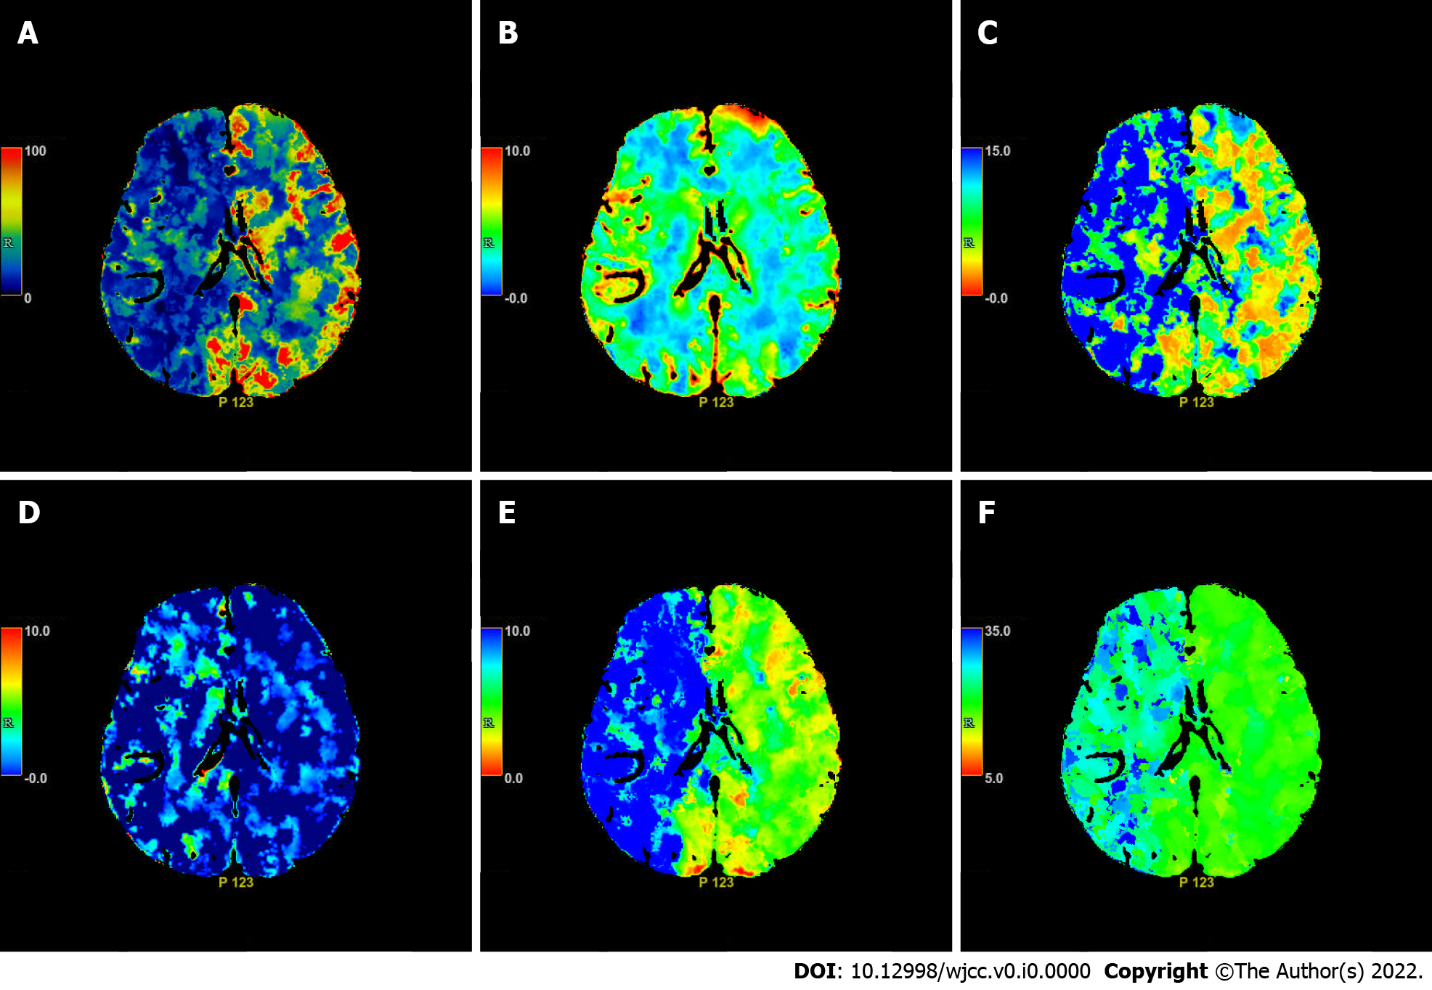 A
B
C
100
R
0
P 123
10.0
R
-0.0
P 123
15.0
R
-0.0
P 123
D
E
F
10.0
R
-0.0
P 123
10.0
R
0.0
P 123
35.0
R
5.0
P 123
DOI: 10.12998/wjcc.v0.i0.0000 Copyright ©The Author(s) 2022.